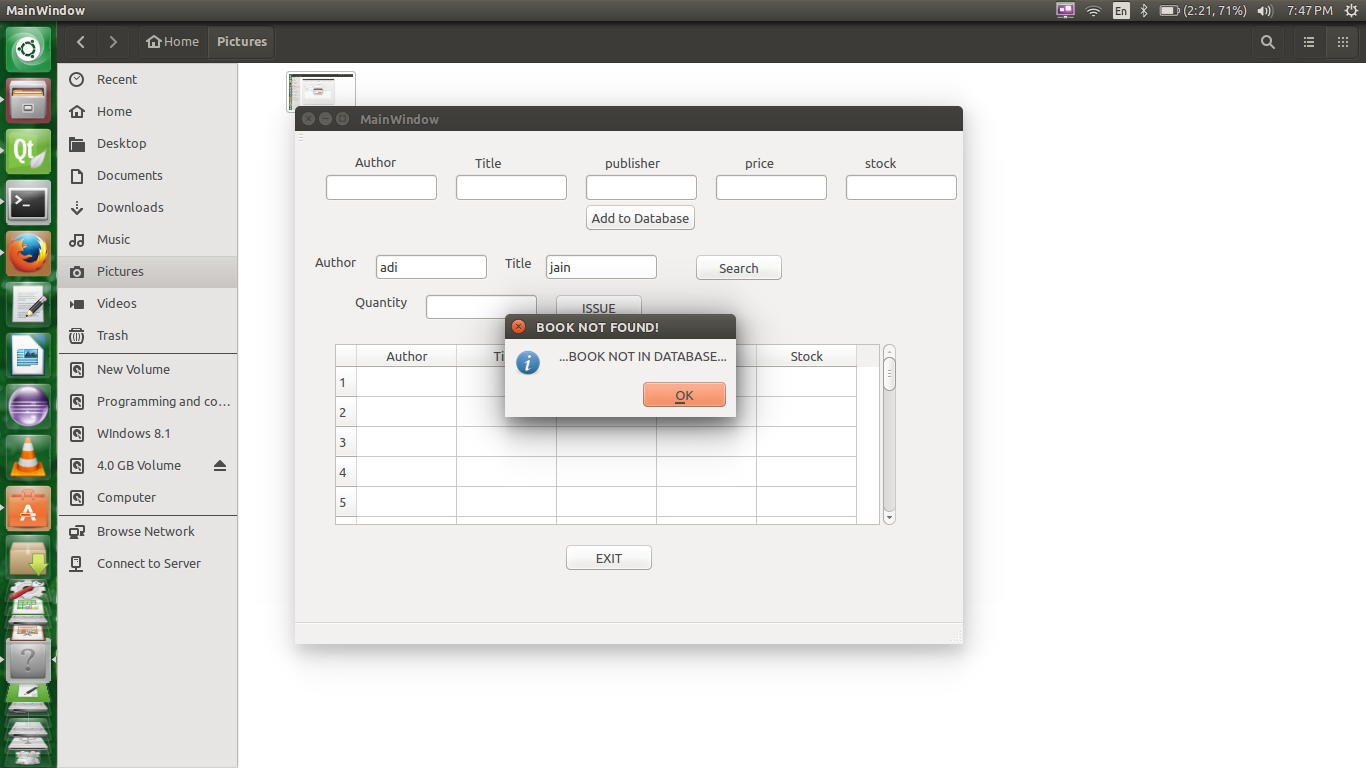 MainWindow
En
(2:21, 71%)
7:47 PM
Home
Pictures
Recent
Home
Desktop
Documents
Downloads
Music
Pictures
Videos
Trash
New Volume
Programming and co...
WIndows 8.1
4.0 GB Volume
Computer
Browse Network
Connect to Server
Qt
MainWindow
Author Title publisher price stock
Add to Database
Author adi Title jain Search
Quantity ISSUE
BOOK NOT FOUND!
...BOOK NOT IN DATABASE...
OK
Author Ti Stock
1
2
3
4
5
EXIT